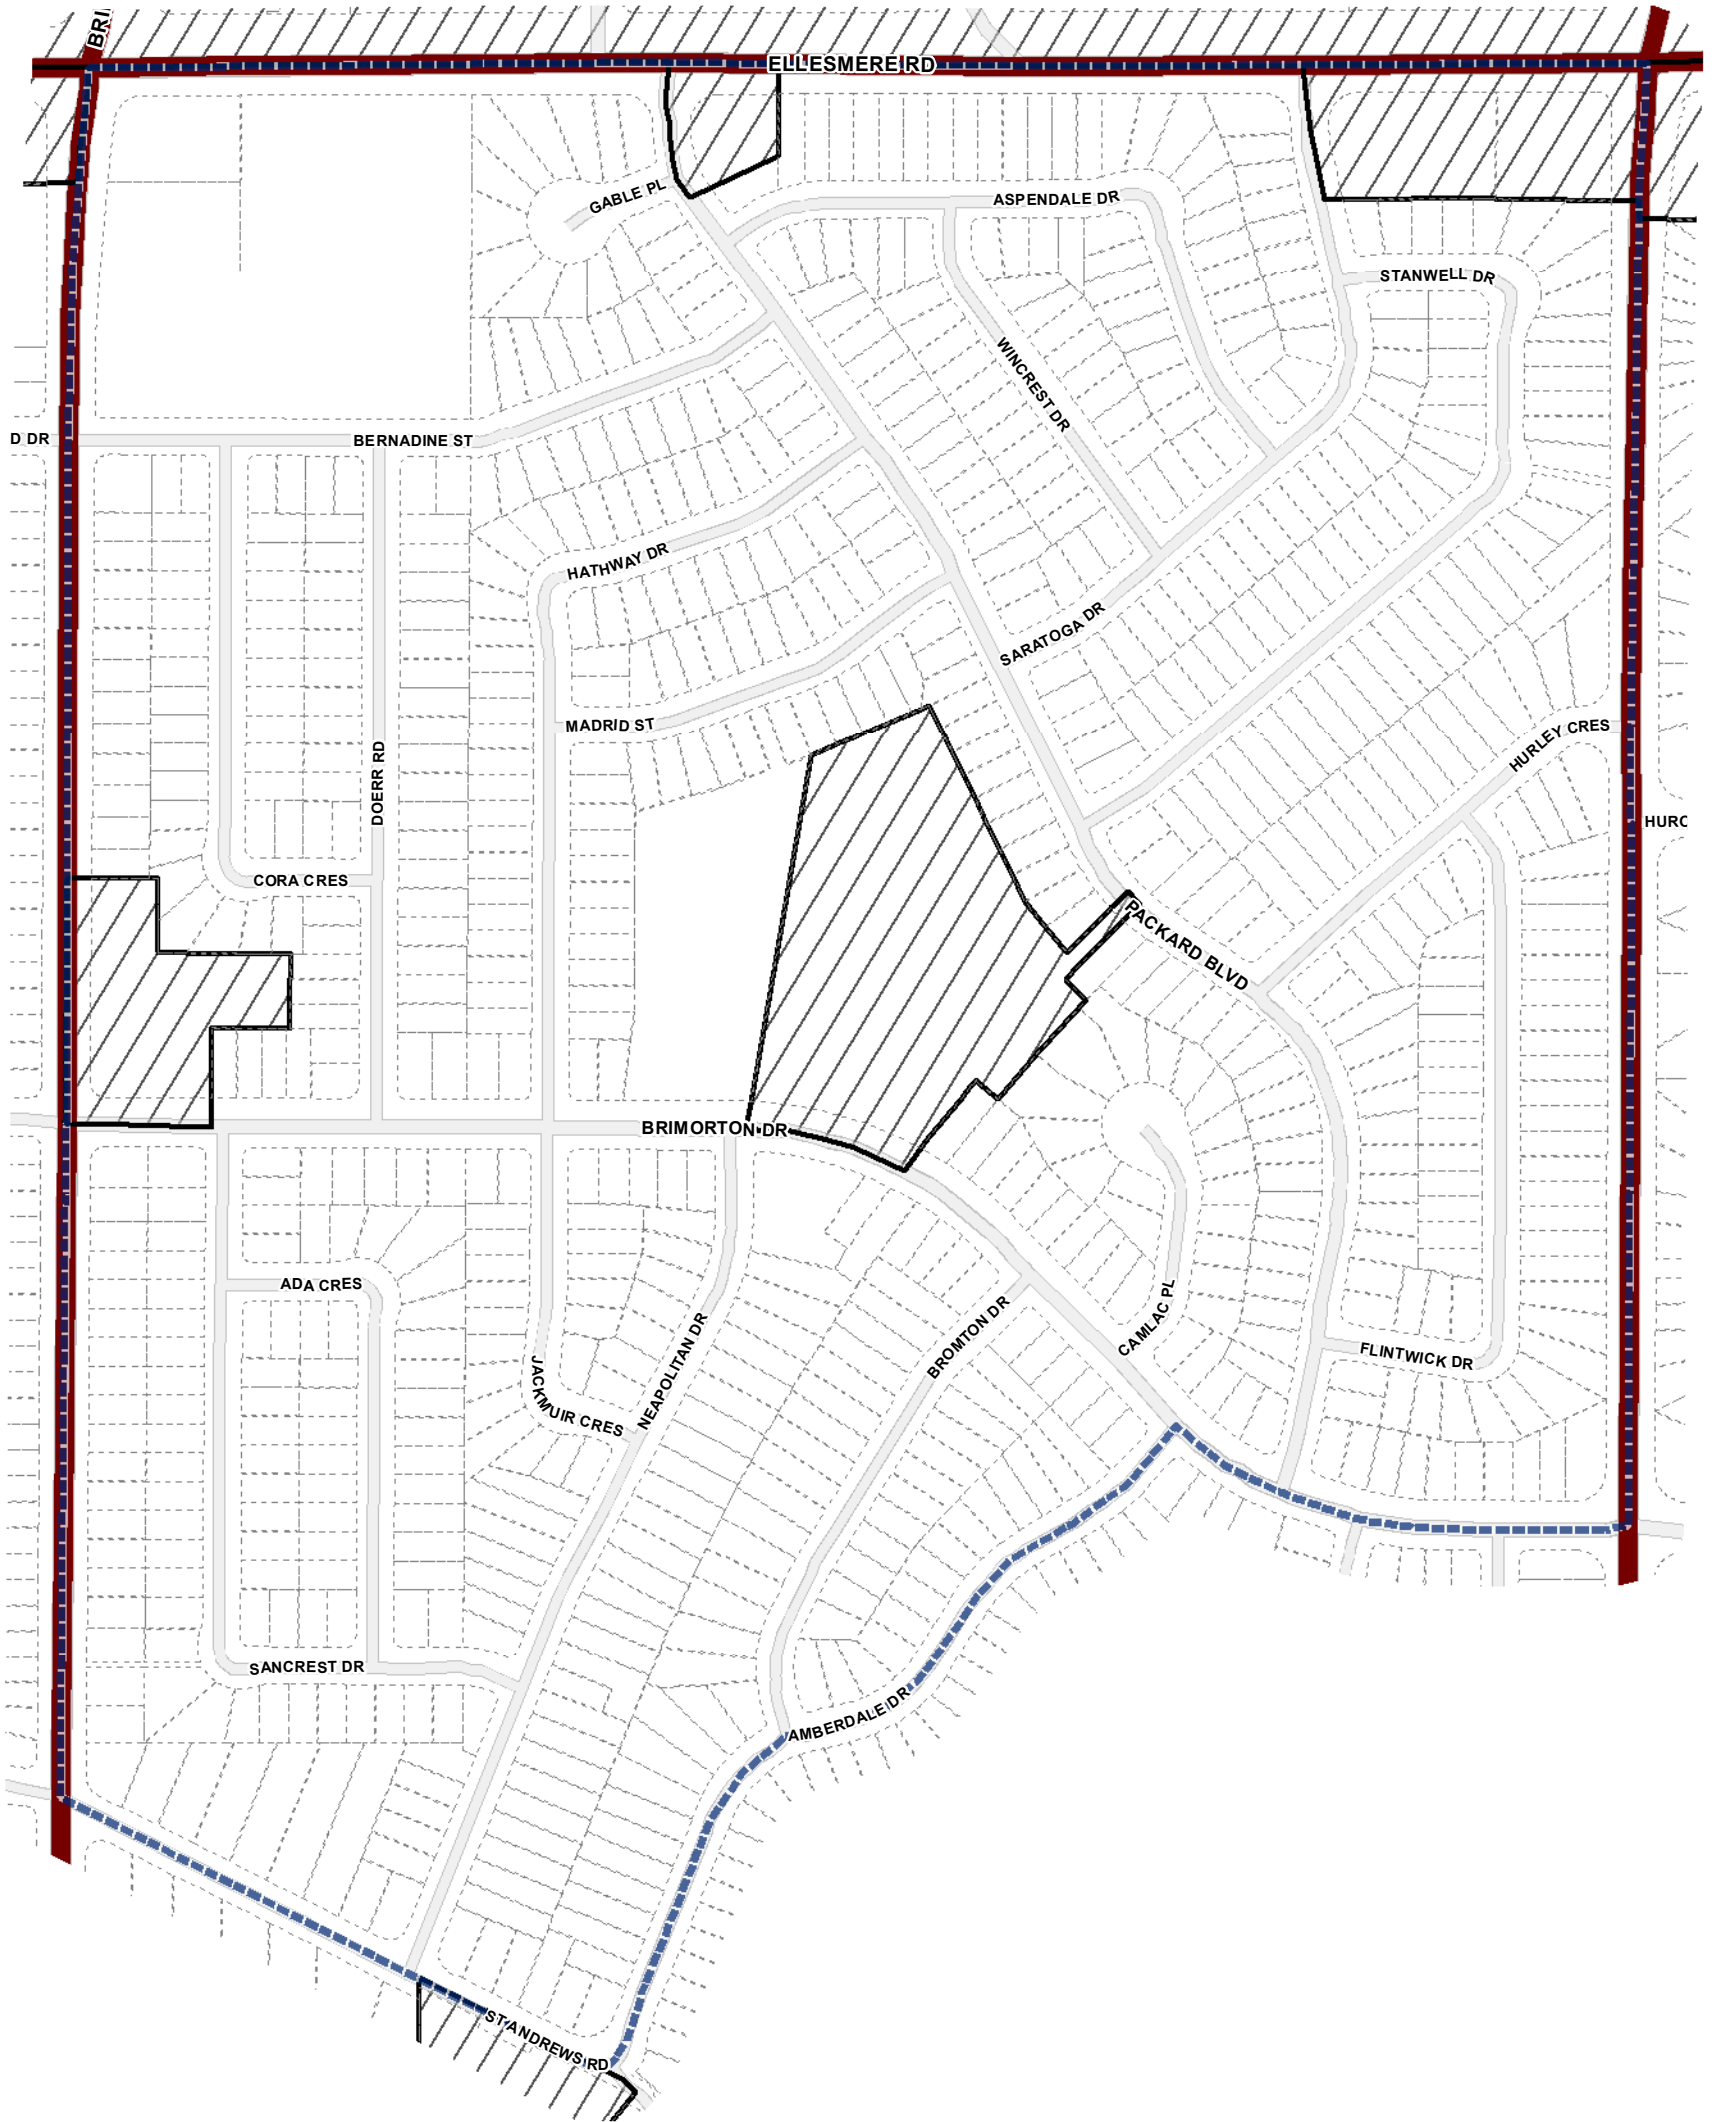 BRI
ELLESMERE RD
GABLE PL
ASPENDALE DR
STANWELL DR
WINCREST DR
D DR
BERNADINE ST
HATHWAY DR
SARATOGA DR
MADRID ST
HURLEY CRES
DOERR RD
HURO
CORA CRES
PACKARD BLVD
BRIMORTON DR
ADA CRES
CAMLAC PL
NEAPOLITAN DR
BROMTON DR
FLINTWICK DR
JACKMUIR CRES
SANCREST DR
AMBERDALE DR
ST ANDREWS RD